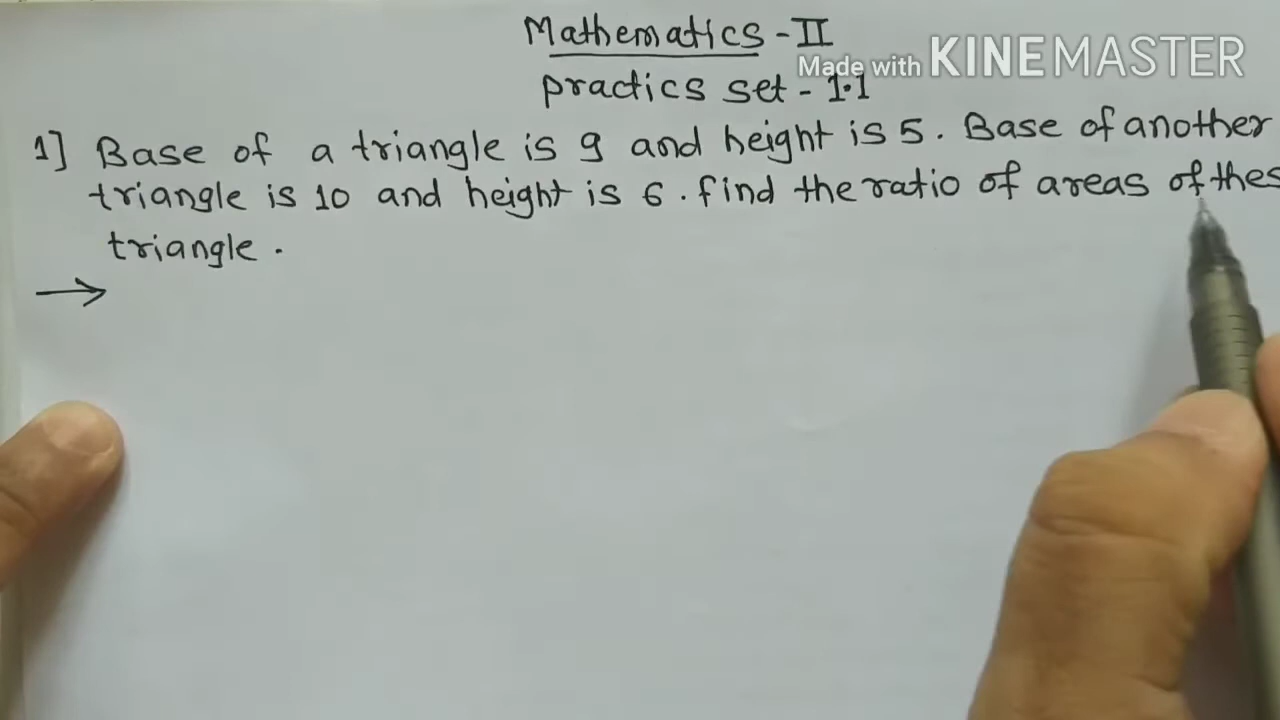 Mathematics - II
Made with KINEMASTER
practics set - 1.1
1] Base of a triangle is 9 and height is 5. Base of another
triangle is 10 and height is 6. find the ratio of areas of thes
triangle.